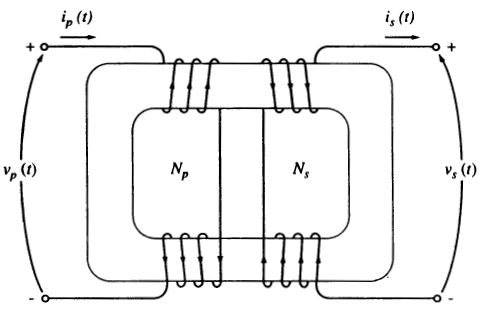 i_p (t) i_s (t)
+ +
v_p (t) N_p N_s v_s (t)
- -